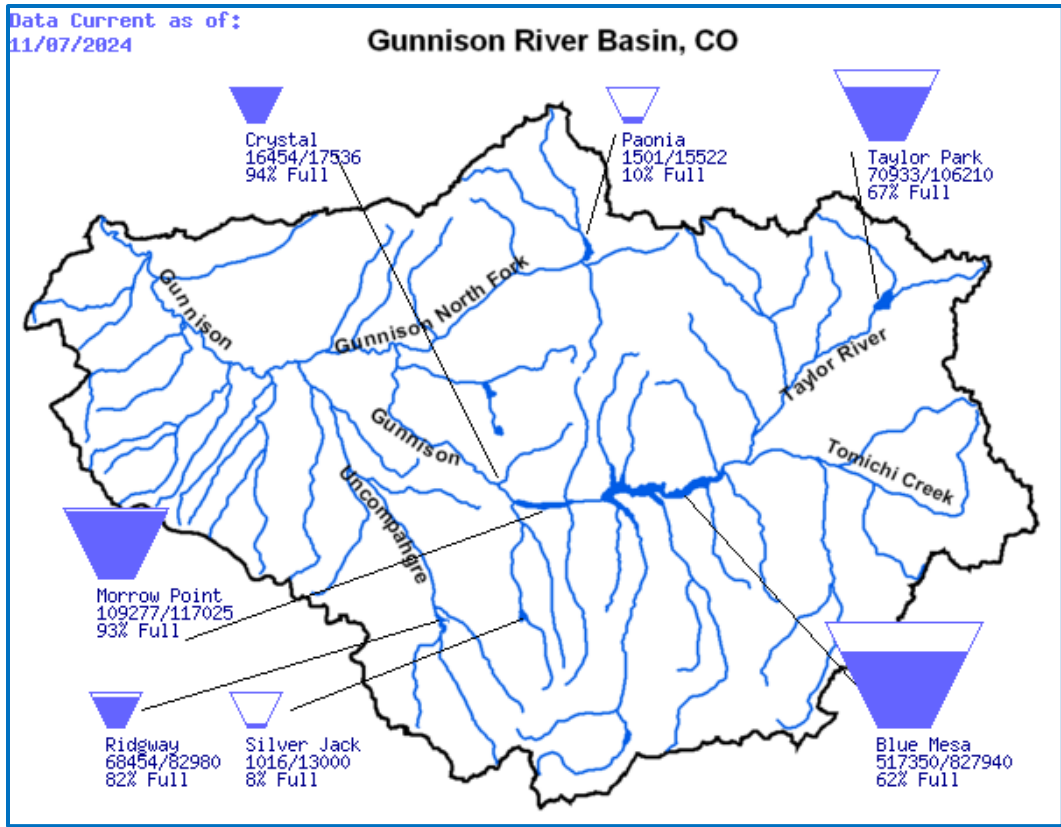 Data Current as of:
11/07/2024
Gunnison River Basin, CO
Crystal
16454/17536
94% Full
Paonia
1501/15522
10% Full
Taylor Park
70933/106210
67% Full
Gunnison
Gunnison North Fork
Taylor River
Gunnison
Tomichi Creek
Uncompahgre
Morrow Point
109277/117025
93% Full
Ridgway
68454/82980
82% Full
Silver Jack
1016/13000
8% Full
Blue Mesa
517350/827940
62% Full